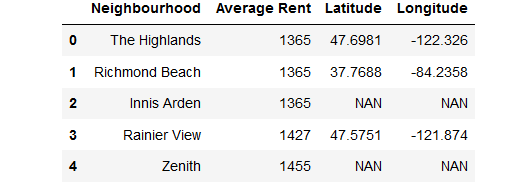 Neighbourhood Average Rent Latitude Longitude
0 The Highlands 1365 47.6981 -122.326
1 Richmond Beach 1365 37.7688 -84.2358
2 Innis Arden 1365 NAN NAN
3 Rainier View 1427 47.5751 -121.874
4 Zenith 1455 NAN NAN